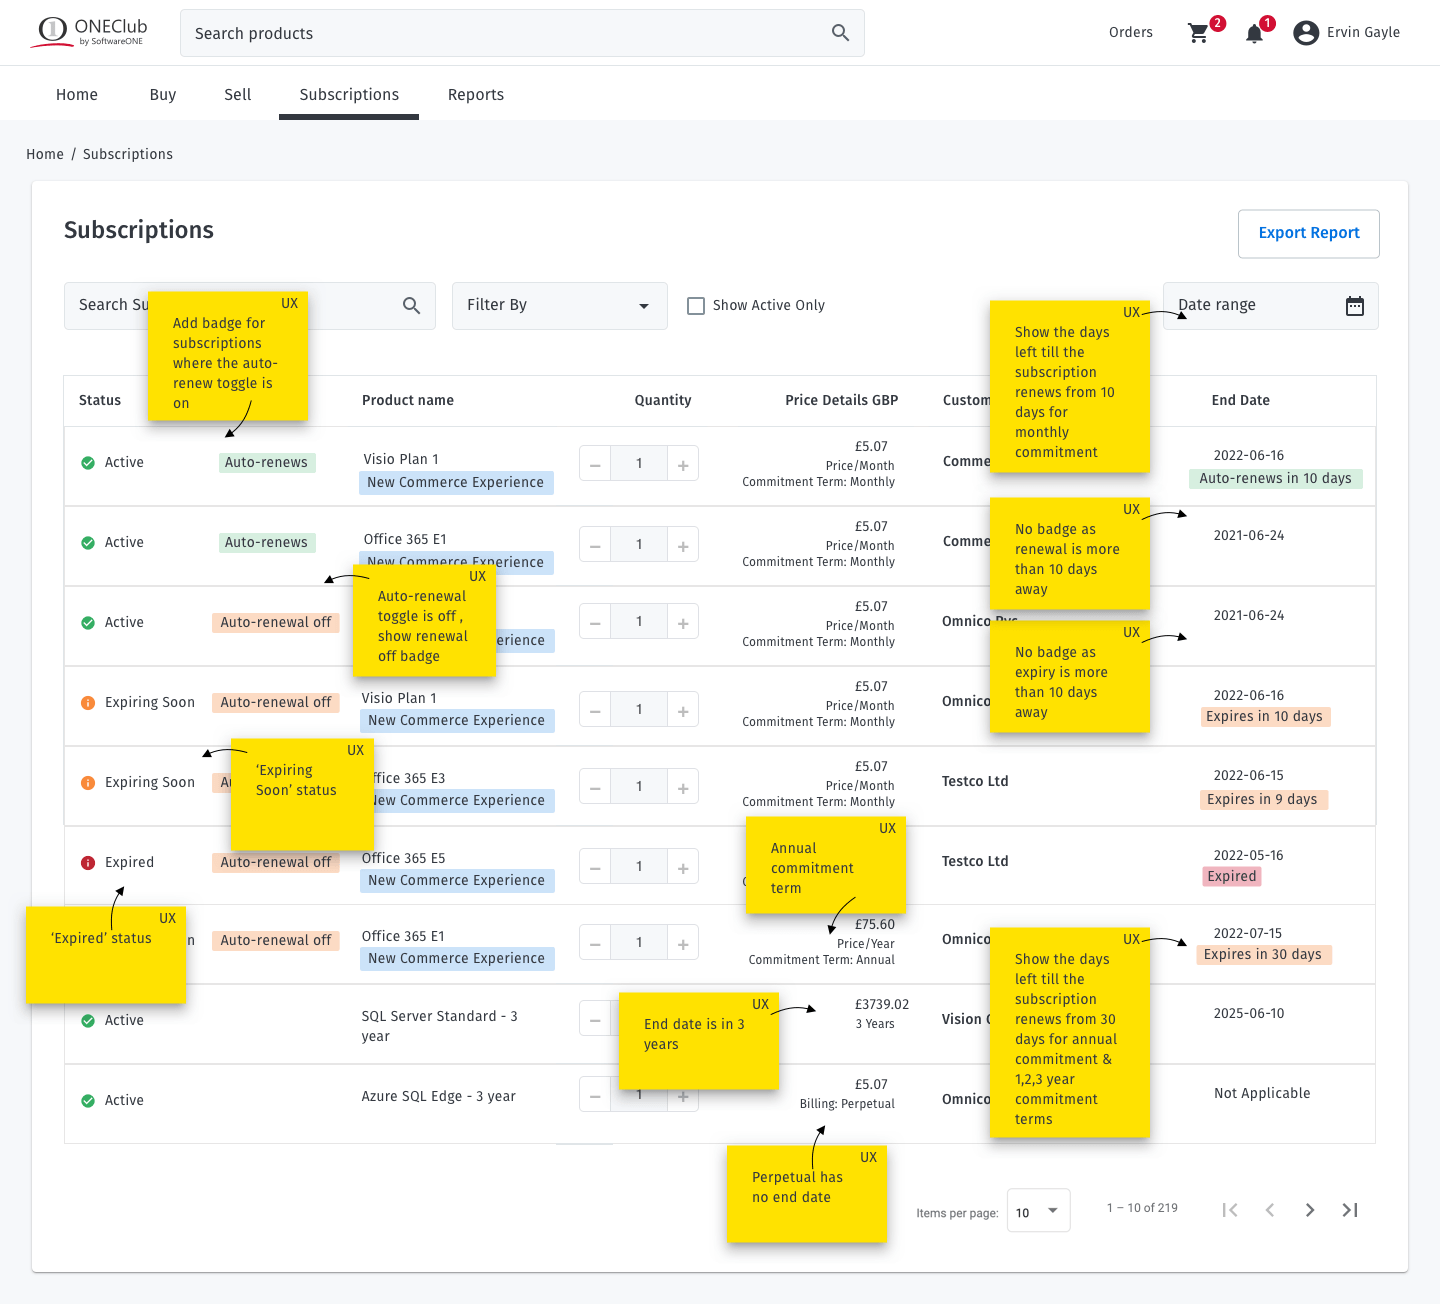 ONEClub
by SoftwareONE
Search products
Orders
2
1
Ervin Gayle
Home
Buy
Sell
Subscriptions
Reports
Home / Subscriptions
Subscriptions
Export Report
Search Su
Filter By
Show Active Only
Date range
UX
Add badge for
subscriptions
where the auto-
renew toggle is
on
UX
Show the days
left till the
subscription
renews from 10
days for
monthly
commitment
Status
Product name
Quantity
Price Details GBP
Custom
End Date
Active
Auto-renews
Visio Plan 1
New Commerce Experience
1
£5.07
Price/Month
Commitment Term: Monthly
Comme
2022-06-16
Auto-renews in 10 days
Active
Auto-renews
Office 365 E1
New Commerce Experience
1
£5.07
Price/Month
Commitment Term: Monthly
Comme
2021-06-24
UX
No badge as
renewal is more
than 10 days
away
UX
Auto-renewal
toggle is off ,
show renewal
off badge
Active
Auto-renewal off
erience
1
£5.07
Price/Month
Commitment Term: Monthly
Omnico Pvs
2021-06-24
UX
No badge as
expiry is more
than 10 days
away
Expiring Soon
Auto-renewal off
Visio Plan 1
New Commerce Experience
1
£5.07
Price/Month
Commitment Term: Monthly
Omnico
2022-06-16
Expires in 10 days
UX
‘Expiring
Soon’ status
Expiring Soon
Au
ffice 365 E3
New Commerce Experience
1
£5.07
Price/Month
Commitment Term: Monthly
Testco Ltd
2022-06-15
Expires in 9 days
UX
Annual
commitment
term
Expired
Auto-renewal off
Office 365 E5
New Commerce Experience
1
Testco Ltd
2022-05-16
Expired
UX
‘Expired’ status
n
Auto-renewal off
Office 365 E1
New Commerce Experience
1
£75.60
Price/Year
Commitment Term: Annual
Omnico
2022-07-15
Expires in 30 days
UX
Show the days
left till the
subscription
renews from 30
days for annual
commitment &
1,2,3 year
commitment
terms
Active
SQL Server Standard - 3
year
UX
End date is in 3
years
£3739.02
3 Years
Vision
2025-06-10
Active
Azure SQL Edge - 3 year
1
£5.07
Billing: Perpetual
Omnico
Not Applicable
UX
Perpetual has
no end date
Items per page:
10
1 – 10 of 219